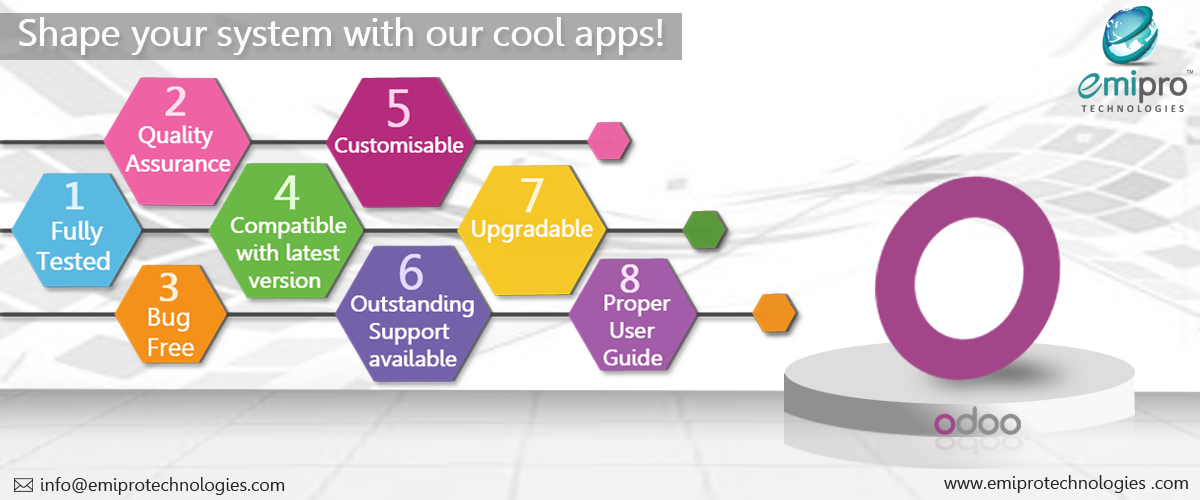 Shape your system with our cool apps!
emipro™
TECHNOLOGIES
1
Fully
Tested
2
Quality
Assurance
3
Bug
Free
4
Compatible
with latest
version
5
Customisable
6
Outstanding
Support
available
7
Upgradable
8
Proper
User
Guide
odoo
info@emiprotechnologies.com
www.emiprotechnologies .com